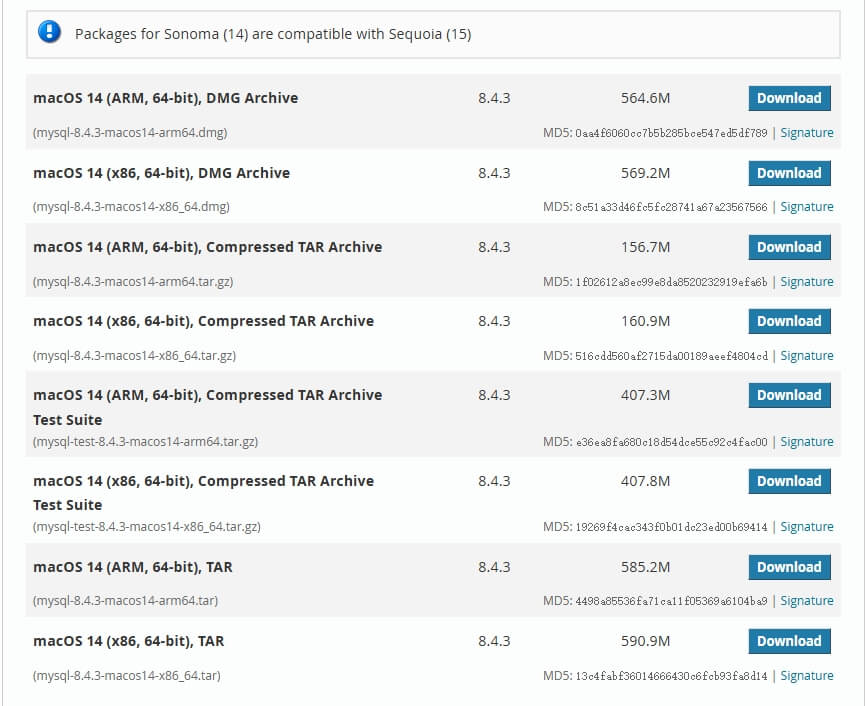 Packages for Sonoma (14) are compatible with Sequoia (15)
macOS 14 (ARM, 64-bit), DMG Archive 8.4.3 564.6M Download
(mysql-8.4.3-macos14-arm64.dmg) MD5: 0aa4f6060cc7b5b285bce547ed5df789 | Signature
macOS 14 (x86, 64-bit), DMG Archive 8.4.3 569.2M Download
(mysql-8.4.3-macos14-x86_64.dmg) MD5: 8c51a33d46fc5fc28741a67a23567566 | Signature
macOS 14 (ARM, 64-bit), Compressed TAR Archive 8.4.3 156.7M Download
(mysql-8.4.3-macos14-arm64.tar.gz) MD5: 1f02612a8ec99e8da8520232919efa6b | Signature
macOS 14 (x86, 64-bit), Compressed TAR Archive 8.4.3 160.9M Download
(mysql-8.4.3-macos14-x86_64.tar.gz) MD5: 516cdd560af2715da00189aeef4804cd | Signature
macOS 14 (ARM, 64-bit), Compressed TAR Archive 8.4.3 407.3M Download
Test Suite
(mysql-test-8.4.3-macos14-arm64.tar.gz) MD5: e36ea8fa680c18d54dce55c92c4fac00 | Signature
macOS 14 (x86, 64-bit), Compressed TAR Archive 8.4.3 407.8M Download
Test Suite
(mysql-test-8.4.3-macos14-x86_64.tar.gz) MD5: 19269f4cac343f0b01dc23ed00b69414 | Signature
macOS 14 (ARM, 64-bit), TAR 8.4.3 585.2M Download
(mysql-8.4.3-macos14-arm64.tar) MD5: 4498a85536fa71ca11f05369a6104ba9 | Signature
macOS 14 (x86, 64-bit), TAR 8.4.3 590.9M Download
(mysql-8.4.3-macos14-x86_64.tar) MD5: 13c4fabf36014666430c6fcb93fa8d14 | Signature